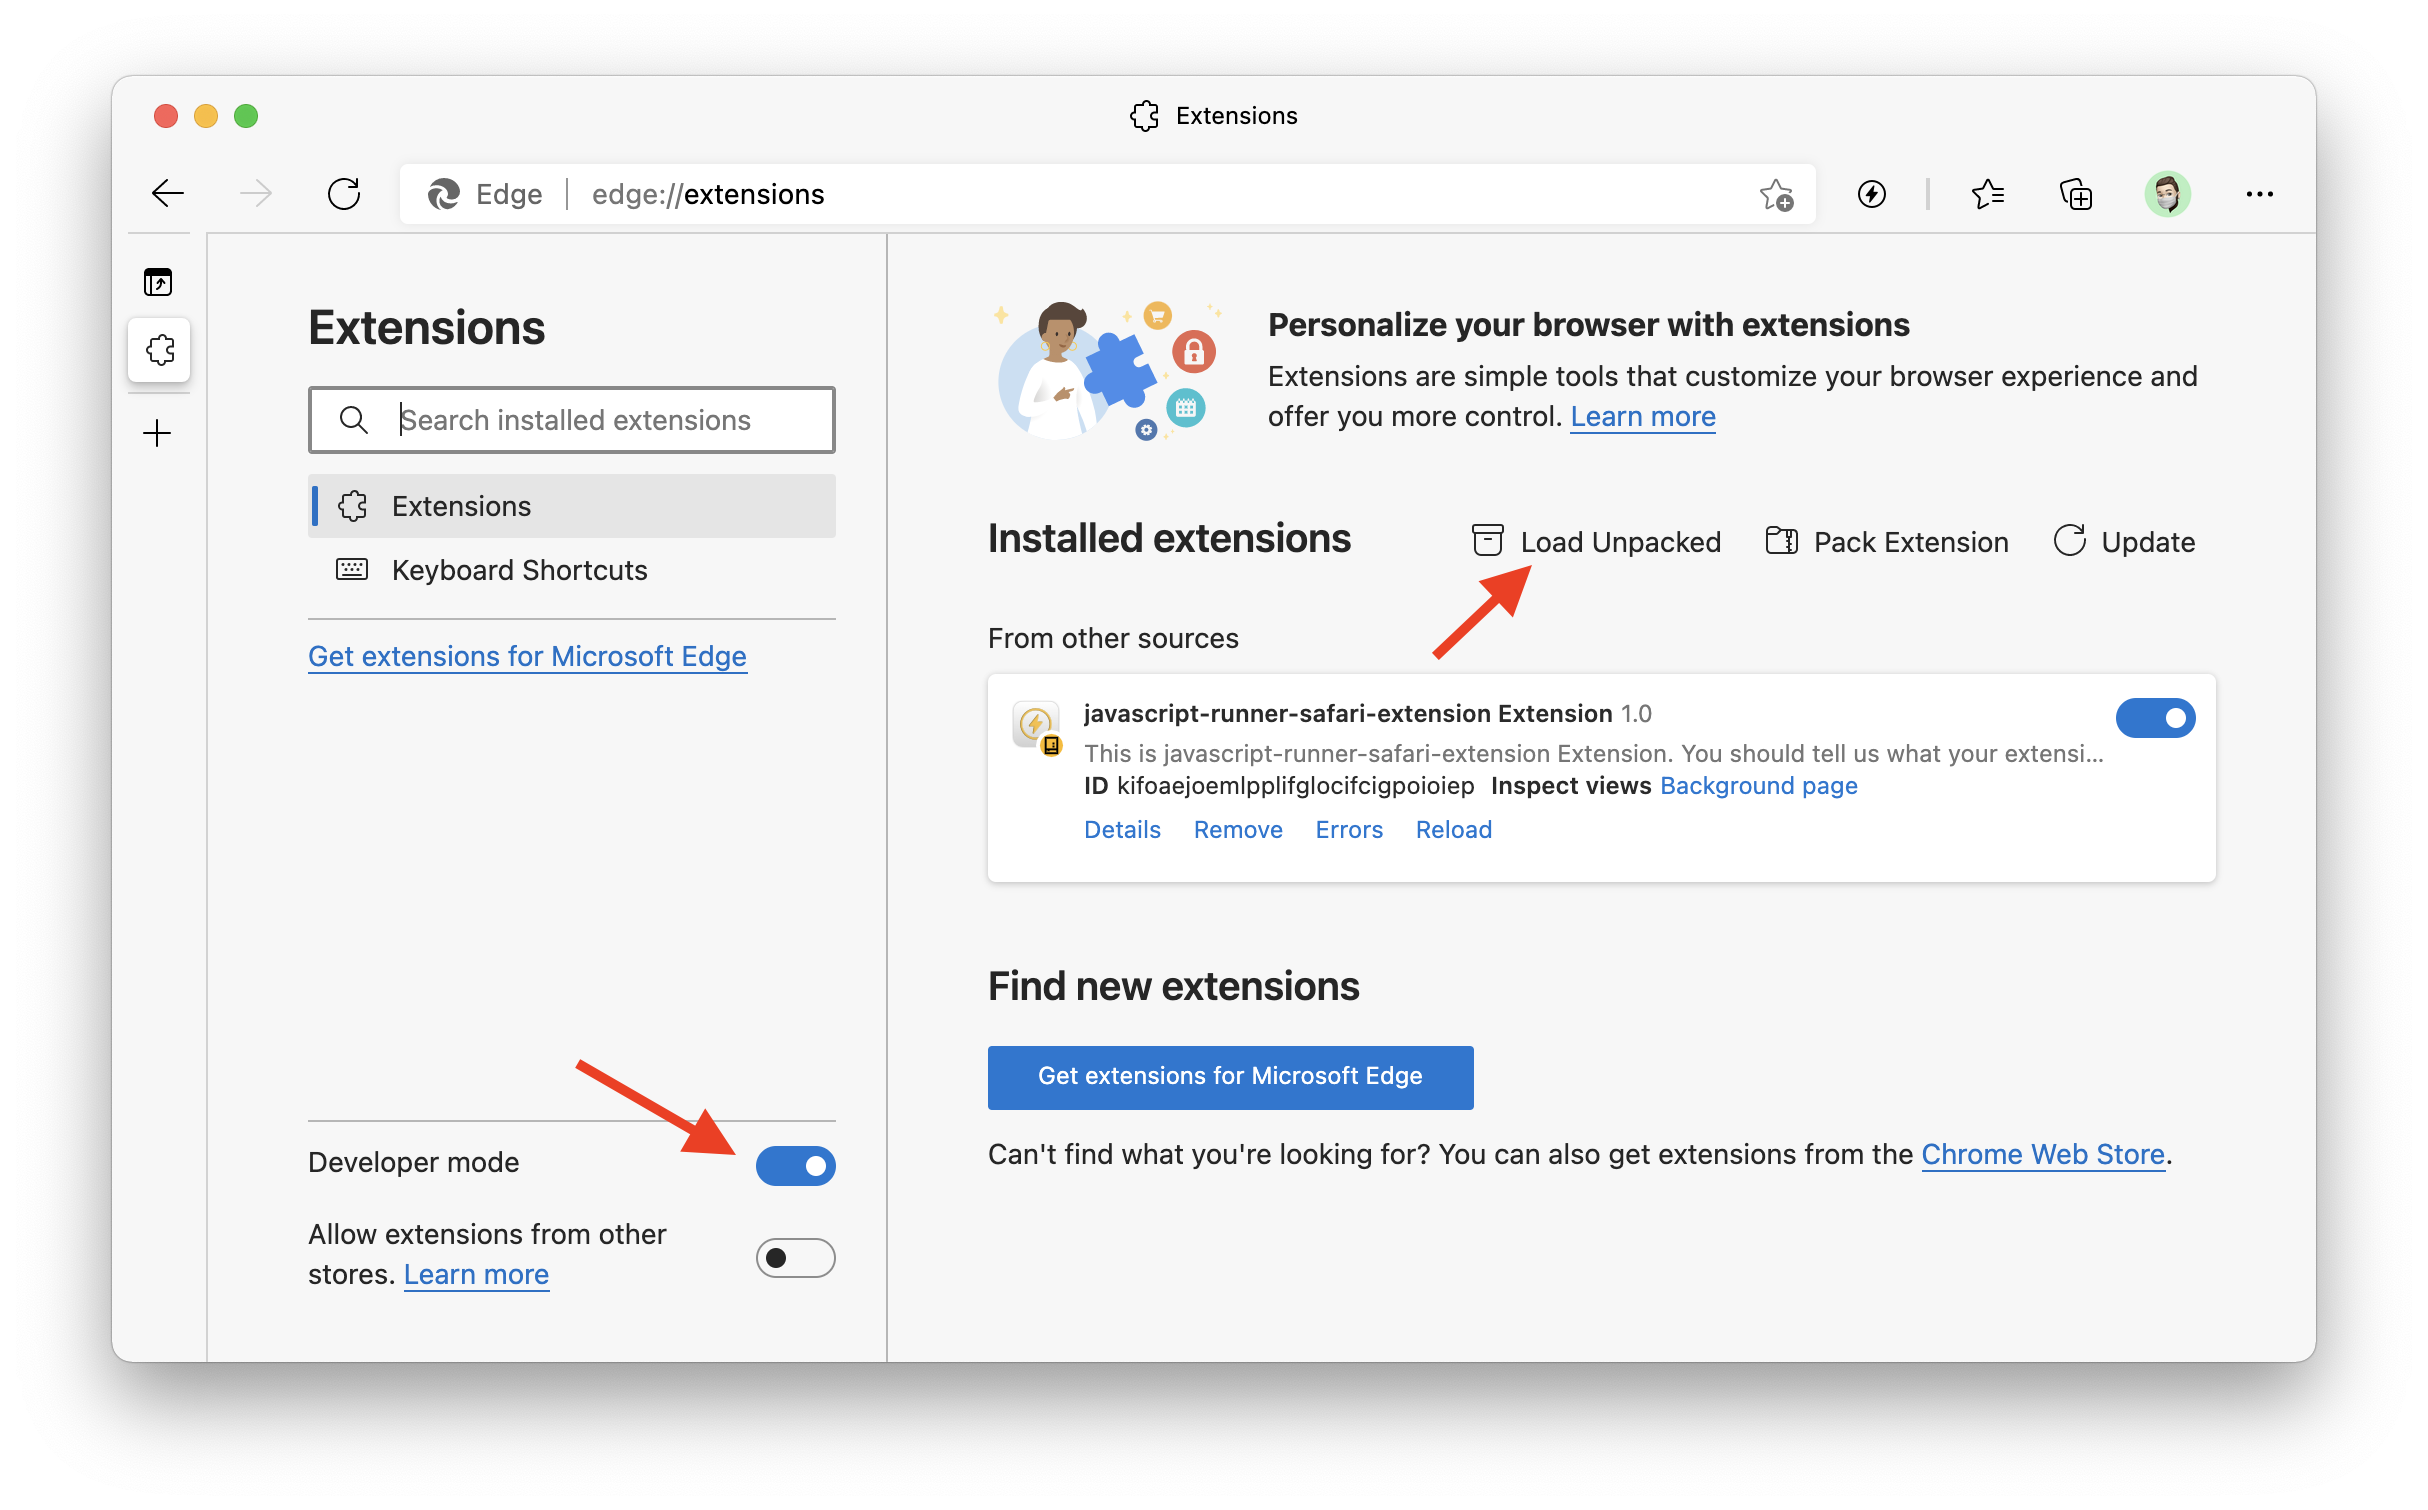 Extensions
Edge
edge://extensions
Extensions
Search installed extensions
Extensions
Keyboard Shortcuts
Get extensions for Microsoft Edge
Developer mode
Allow extensions from other
stores. Learn more
Personalize your browser with extensions
Extensions are simple tools that customize your browser experience and
offer you more control. Learn more
Installed extensions
Load Unpacked
Pack Extension
Update
From other sources
javascript-runner-safari-extension Extension 1.0
This is javascript-runner-safari-extension Extension. You should tell us what your extensi...
ID kifoaejoemlpplifglocifcigpoioiep Inspect views Background page
Details Remove Errors Reload
Find new extensions
Get extensions for Microsoft Edge
Can't find what you're looking for? You can also get extensions from the Chrome Web Store.